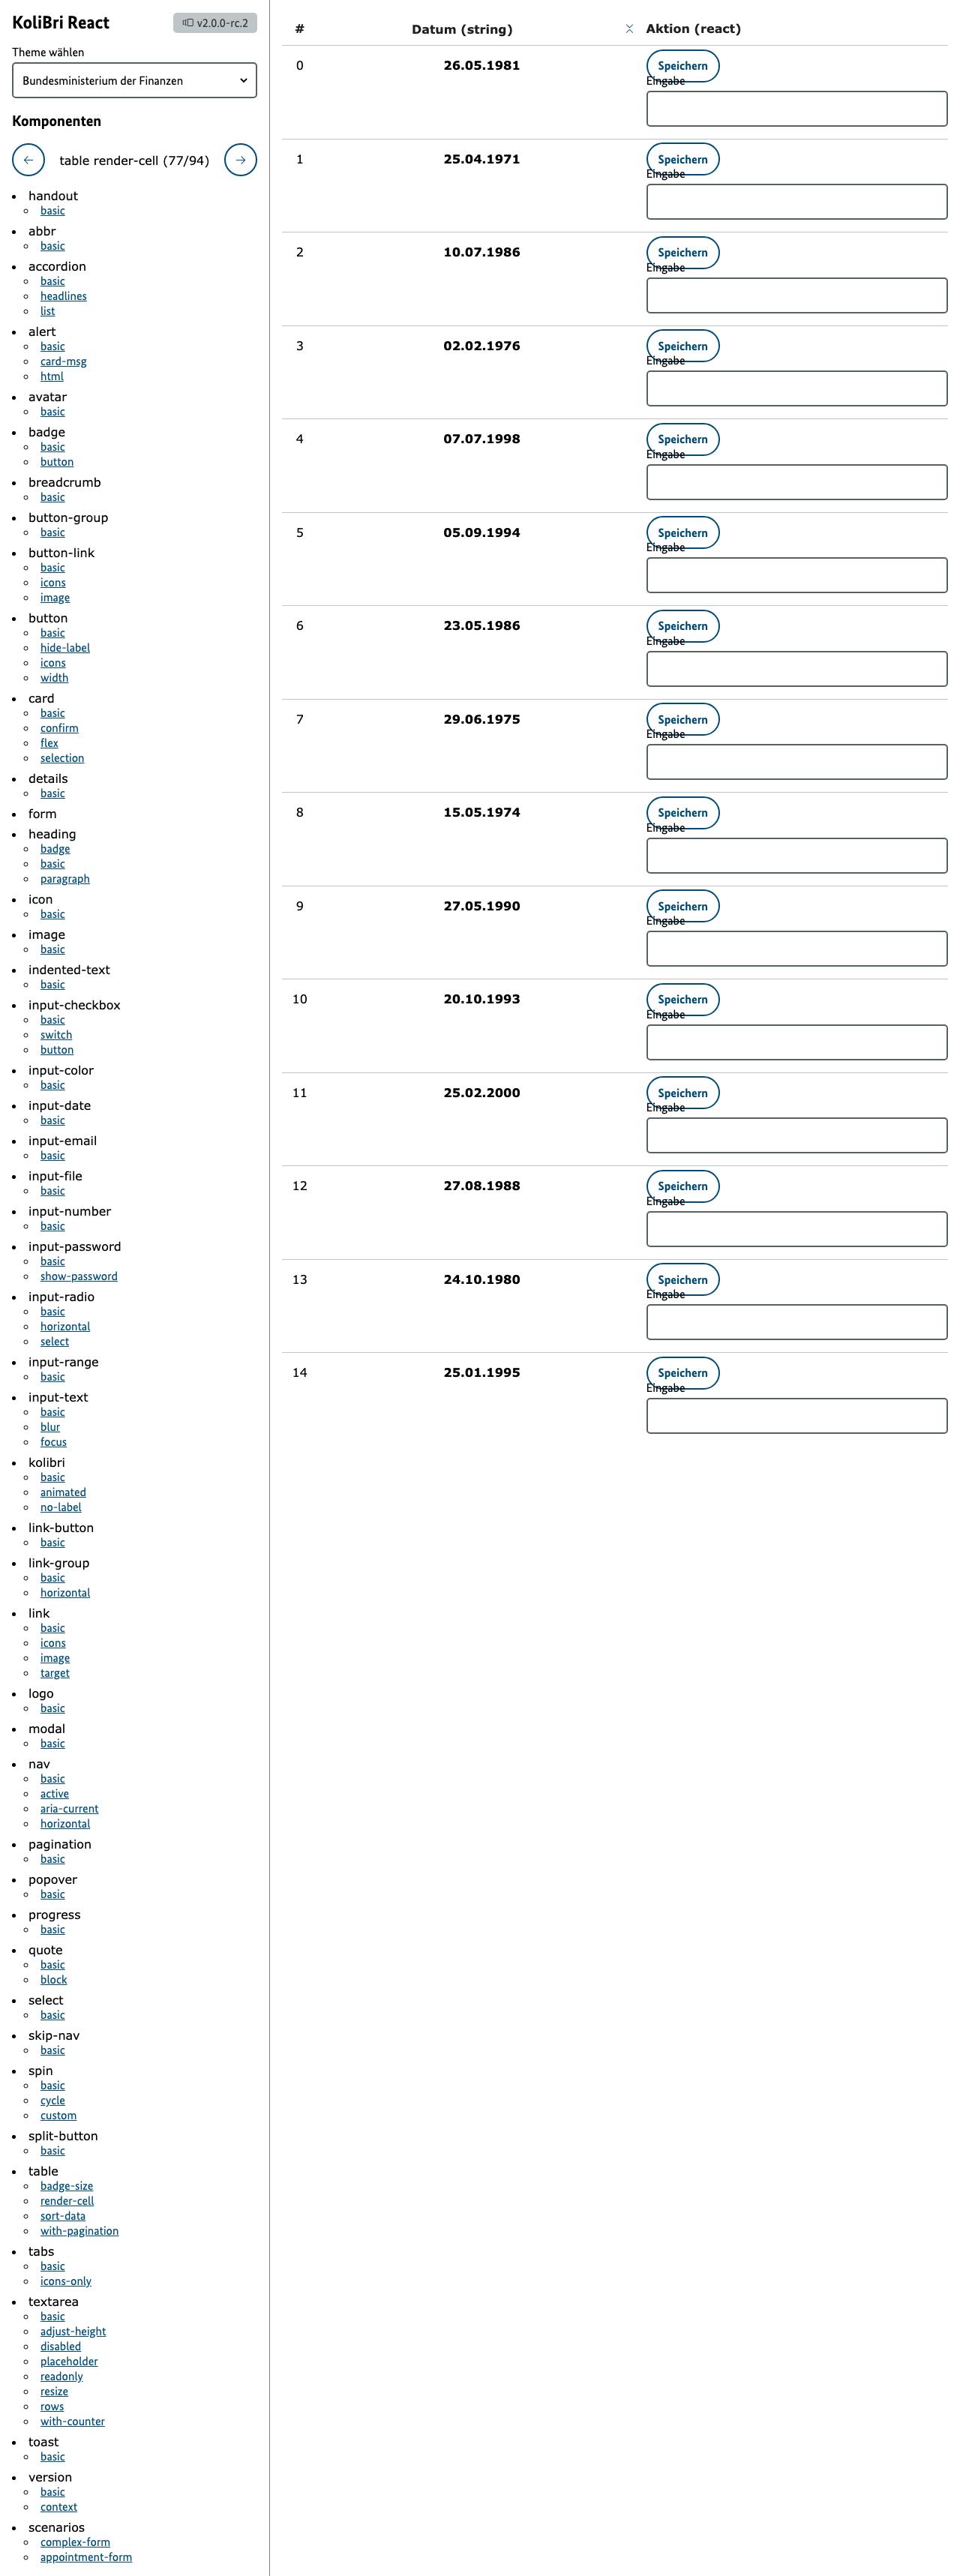 KoliBri React
v2.0.0-rc.2
Theme wählen
Bundesministerium der Finanzen
Komponenten
table render-cell (77/94)
handout
basic
abbr
basic
accordion
basic
headlines
list
alert
basic
card-msg
html
avatar
basic
badge
basic
button
breadcrumb
basic
button-group
basic
button-link
basic
icons
image
button
basic
hide-label
icons
width
card
basic
confirm
flex
selection
details
basic
form
heading
badge
basic
paragraph
icon
basic
image
basic
indented-text
basic
input-checkbox
basic
switch
button
input-color
basic
input-date
basic
input-email
basic
input-file
basic
input-number
basic
input-password
basic
show-password
input-radio
basic
horizontal
select
input-range
basic
input-text
basic
blur
focus
kolibri
basic
animated
no-label
link-button
basic
link-group
basic
horizontal
link
basic
icons
image
target
logo
basic
modal
basic
nav
basic
active
aria-current
horizontal
pagination
basic
popover
basic
progress
basic
quote
basic
block
select
basic
skip-nav
basic
spin
basic
cycle
custom
split-button
basic
table
badge-size
render-cell
sort-data
with-pagination
tabs
basic
icons-only
textarea
basic
adjust-height
disabled
placeholder
readonly
resize
rows
with-counter
toast
basic
version
basic
context
scenarios
complex-form
appointment-form
# Datum (string) Aktion (react)
0 26.05.1981 Speichern
Eingabe
1 25.04.1971 Speichern
Eingabe
2 10.07.1986 Speichern
Eingabe
3 02.02.1976 Speichern
Eingabe
4 07.07.1998 Speichern
Eingabe
5 05.09.1994 Speichern
Eingabe
6 23.05.1986 Speichern
Eingabe
7 29.06.1975 Speichern
Eingabe
8 15.05.1974 Speichern
Eingabe
9 27.05.1990 Speichern
Eingabe
10 20.10.1993 Speichern
Eingabe
11 25.02.2000 Speichern
Eingabe
12 27.08.1988 Speichern
Eingabe
13 24.10.1980 Speichern
Eingabe
14 25.01.1995 Speichern
Eingabe